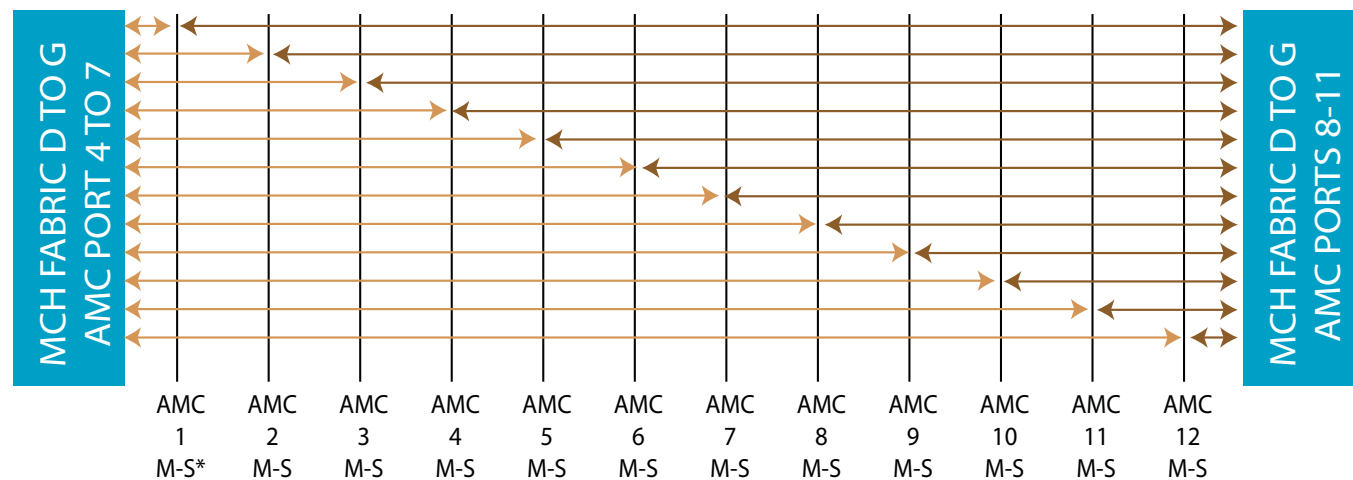 MCH FABRIC D TO G
AMC PORT 4 TO 7
MCH FABRIC D TO G
AMC PORTS 8-11
AMC AMC AMC AMC AMC AMC AMC AMC AMC AMC AMC AMC
1 2 3 4 5 6 7 8 9 10 11 12
M-S* M-S M-S M-S M-S M-S M-S M-S M-S M-S M-S M-S